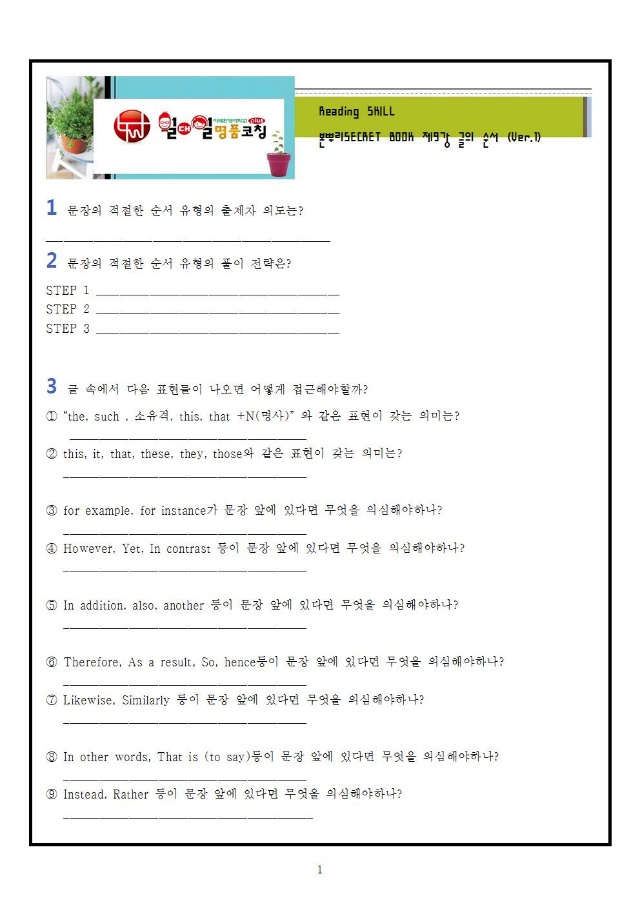 일대일
미래한영어학교 어바웃
명품코칭
Reading SKILL
뿐뿌리SECRET BOOK 제19강 글의 순서 (Ver.1)
1 문장의 적절한 순서 유형의 출제자 의도는?
2 문장의 적절한 순서 유형의 풀이 전략은?
STEP 1
STEP 2
STEP 3
3 글 속에서 다음 표현들이 나오면 어떻게 접근해야할까?
① "the, such , 소유격, this, that +N(명사)" 와 같은 표현이 갖는 의미는?
② this, it, that, these, they, those와 같은 표현이 갖는 의미는?
③ for example, for instance가 문장 앞에 있다면 무엇을 의심해야하나?
④ However, Yet, In contrast 등이 문장 앞에 있다면 무엇을 의심해야하나?
⑤ In addition, also, another 등이 문장 앞에 있다면 무엇을 의심해야하나?
⑥ Therefore, As a result, So, hence등이 문장 앞에 있다면 무엇을 의심해야하나?
⑦ Likewise, Similarly 등이 문장 앞에 있다면 무엇을 의심해야하나?
⑧ In other words, That is (to say)등이 문장 앞에 있다면 무엇을 의심해야하나?
⑨ Instead, Rather 등이 문장 앞에 있다면 무엇을 의심해야하나?
1